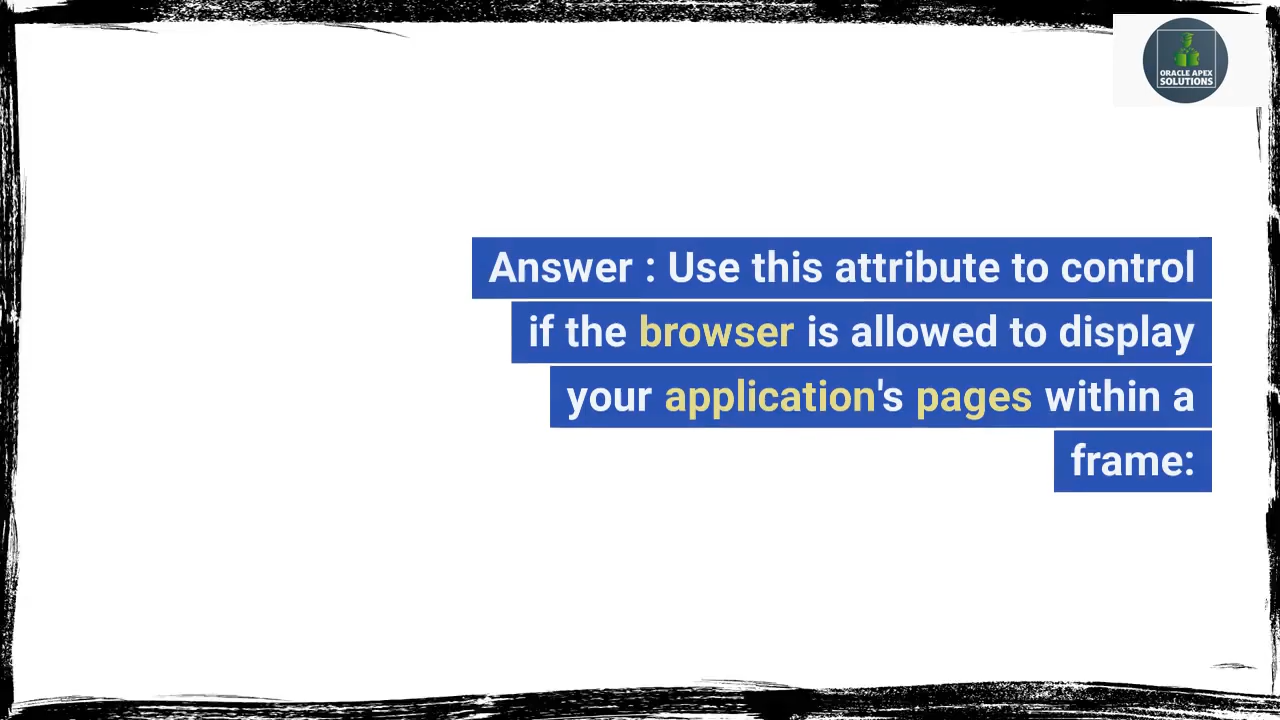 ORACLE APEX
SOLUTIONS
Answer : Use this attribute to control
if the browser is allowed to display
your application's pages within a
frame: